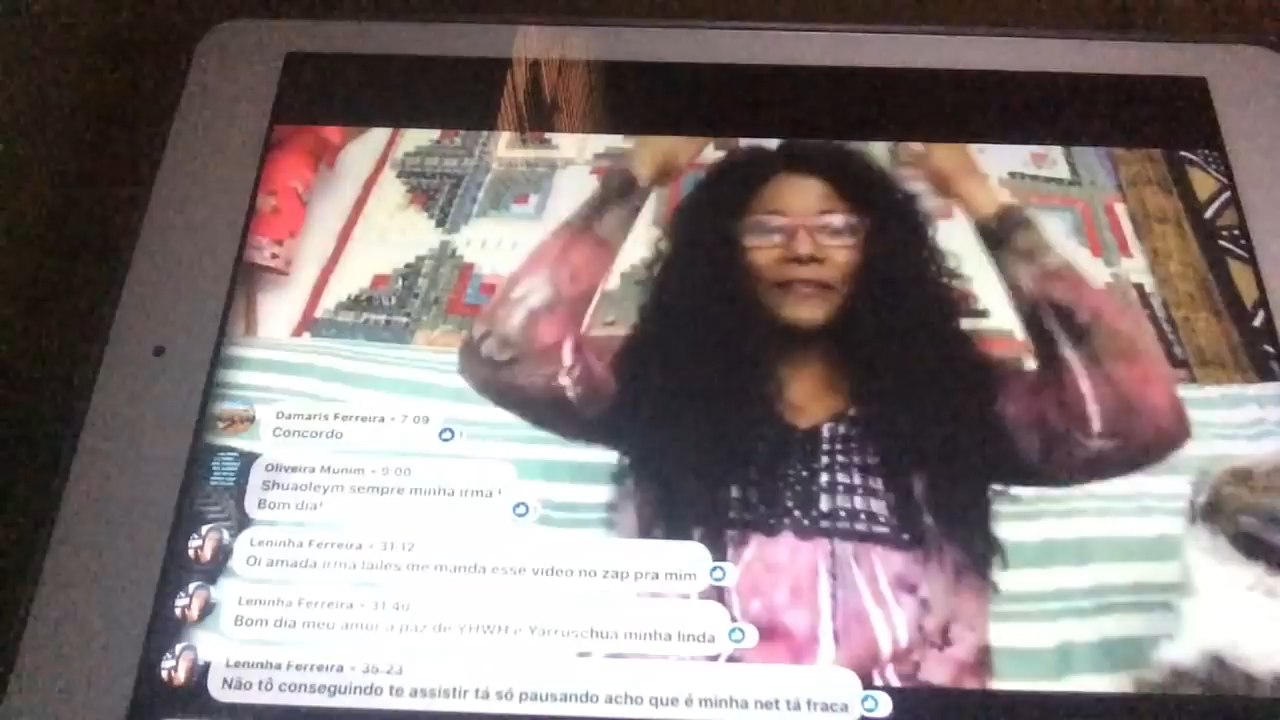 Damaris Ferreira • 7:09
Concordo
Oliveira Munim • 9:00
Shuaoleym sempre minha irma !
Bom dia!
Leninha Ferreira • 31:12
Oi amada irma lailes me manda esse video no zap pra mim
Leninha Ferreira • 31:40
Bom dia meu amor a paz de YHWH e Yarruschua minha linda
Leninha Ferreira • 35:23
Não tô conseguindo te assistir tá só pausando acho que é minha net tá fraca